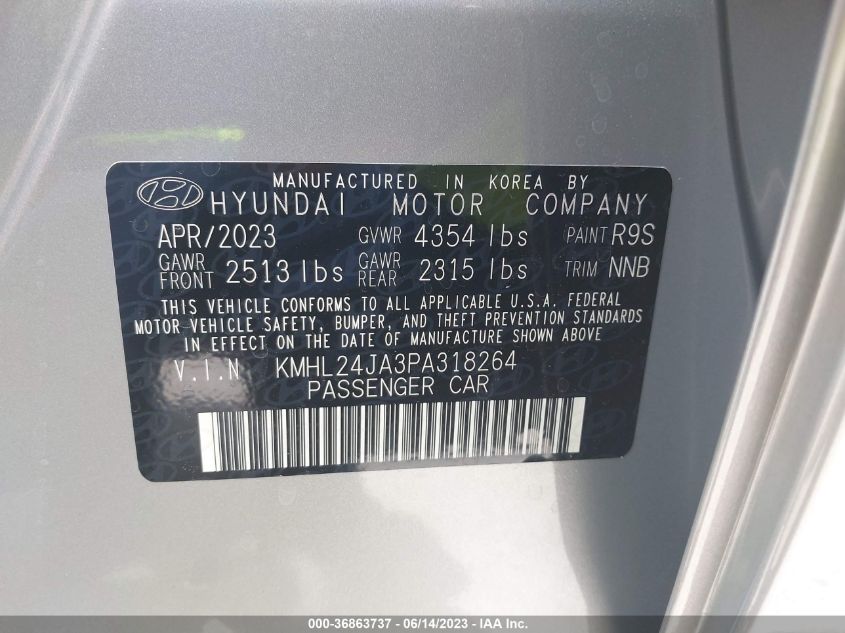 MANUFACTURED IN KOREA BY
HYUNDAI MOTOR COMPANY
APR/2023 GVWR 4354 lbs PAINT R9S
GAWR FRONT 2513 lbs GAWR REAR 2315 lbs TRIM NNB
THIS VEHICLE CONFORMS TO ALL APPLICABLE U.S.A. FEDERAL
MOTOR VEHICLE SAFETY, BUMPER, AND THEFT PREVENTION STANDARDS
IN EFFECT ON THE DATE OF MANUFACTURE SHOWN ABOVE
V.I.N KMHL24JA3PA318264
PASSENGER CAR
000-36863737 - 06/14/2023 - IAAI.com